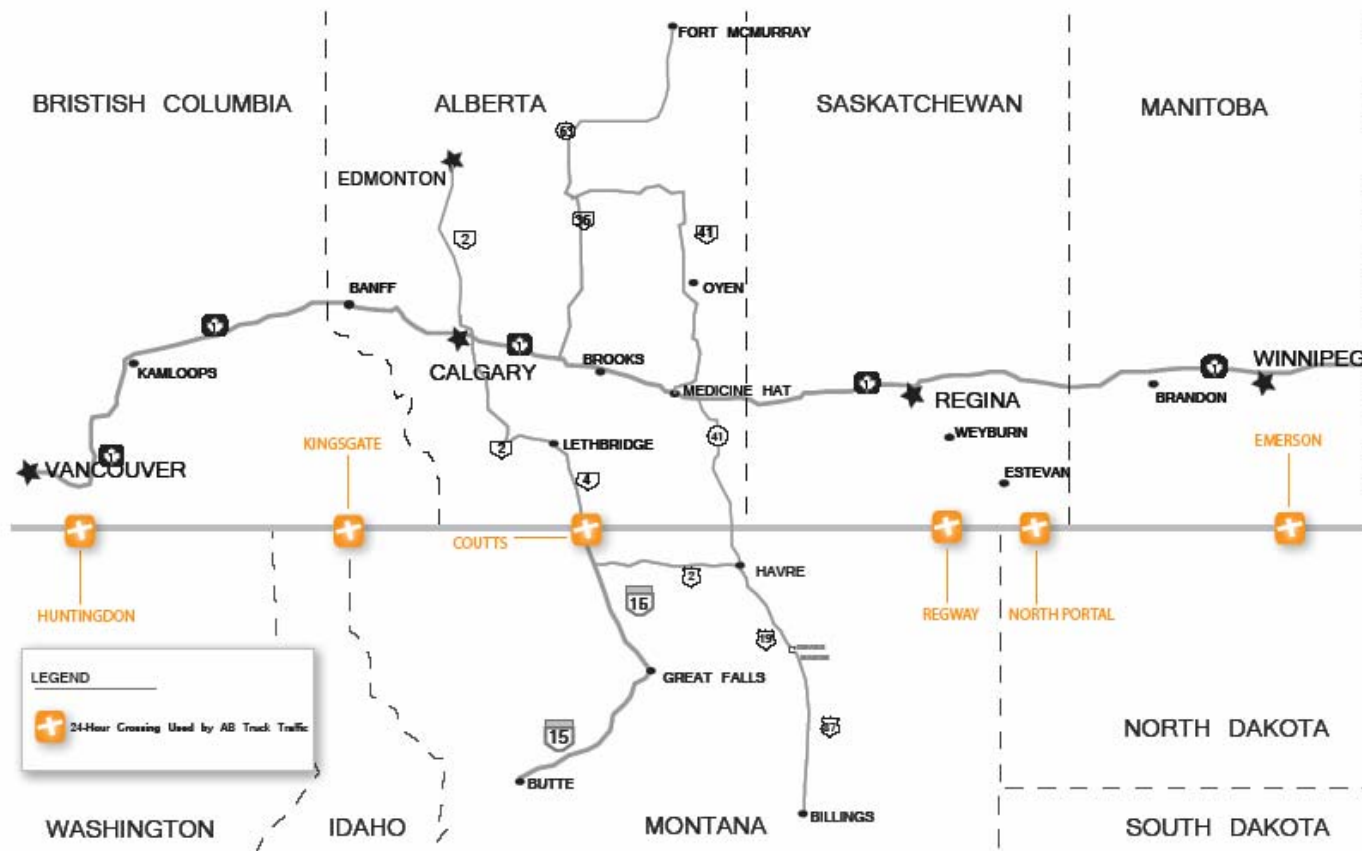 FORT MCMURRAY
BRISTISH COLUMBIA
ALBERTA
SASKATCHEWAN
MANITOBA
63
EDMONTON
36
41
2
OYEN
BANFF
1
1
BROOKS
WINNIPEG
KAMLOOPS
CALGARY
MEDICINE HAT
1
1
REGINA
BRANDON
KINGSGATE
LETHBRIDGE
41
WEYBURN
EMERSON
1
2
VANCOUVER
4
ESTEVAN
COUTTS
HAVRE
2
15
HUNTINGDON
REGWAY
NORTH PORTAL
19
LEGEND
GREAT FALLS
24-Hour Crossing Used by AB Truck Traffic
15
87
NORTH DAKOTA
BUTTE
BILLINGS
WASHINGTON
IDAHO
MONTANA
SOUTH DAKOTA